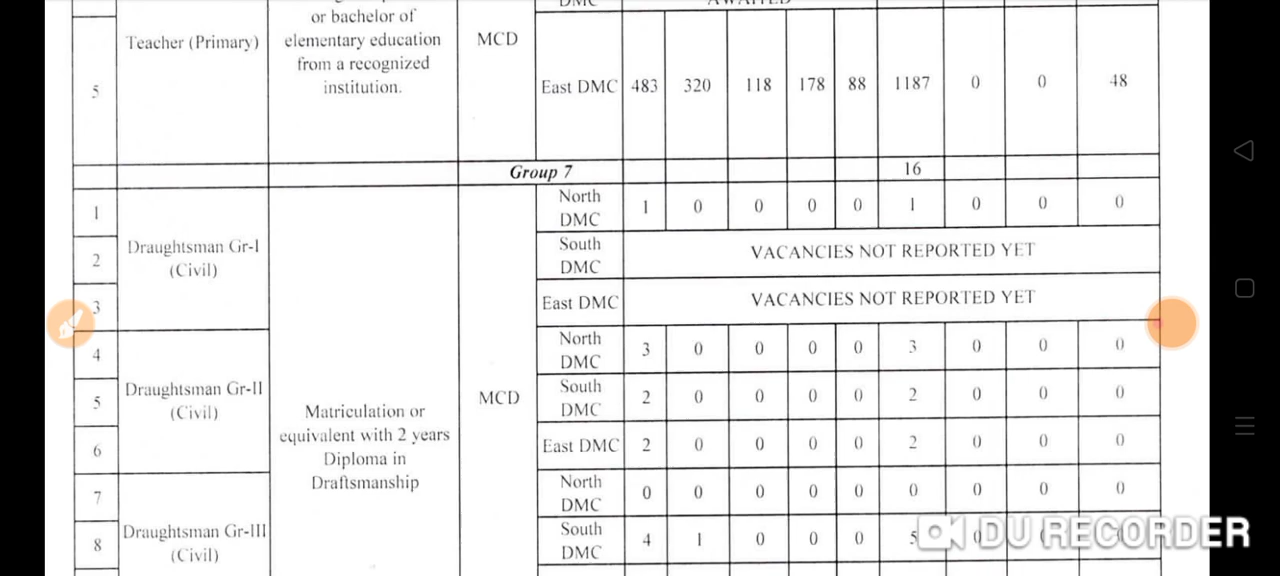 DMC
AWAITED
or bachelor of
elementary education
from a recognized
institution.
Teacher (Primary)
MCD
5
East DMC 483 320 118 178 88 1187 0 0 48
Group 7 16
1
Draughtsman Gr-I
(Civil)
North
DMC
1 0 0 0 0 1 0 0 0
2
South
DMC
VACANCIES NOT REPORTED YET
3
East DMC VACANCIES NOT REPORTED YET
Matriculation or
equivalent with 2 years
Diploma in
Draftsmanship
MCD
4
Draughtsman Gr-II
(Civil)
North
DMC
3 0 0 0 0 3 0 0 0
5
South
DMC
2 0 0 0 0 2 0 0 0
6
East DMC 2 0 0 0 0 2 0 0 0
7
Draughtsman Gr-III
(Civil)
North
DMC
0 0 0 0 0 0 0 0 0
8
South
DMC
4 1 0 0 0 5 0
DU RECORDER